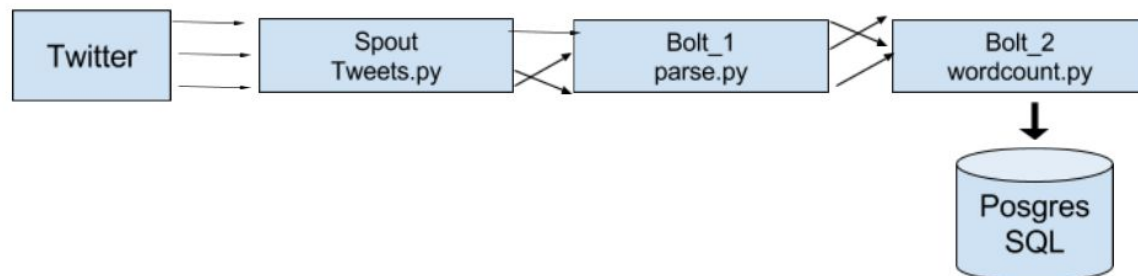 Twitter
Spout
Tweets.py
Bolt_1
parse.py
Bolt_2
wordcount.py
Posgres
SQL